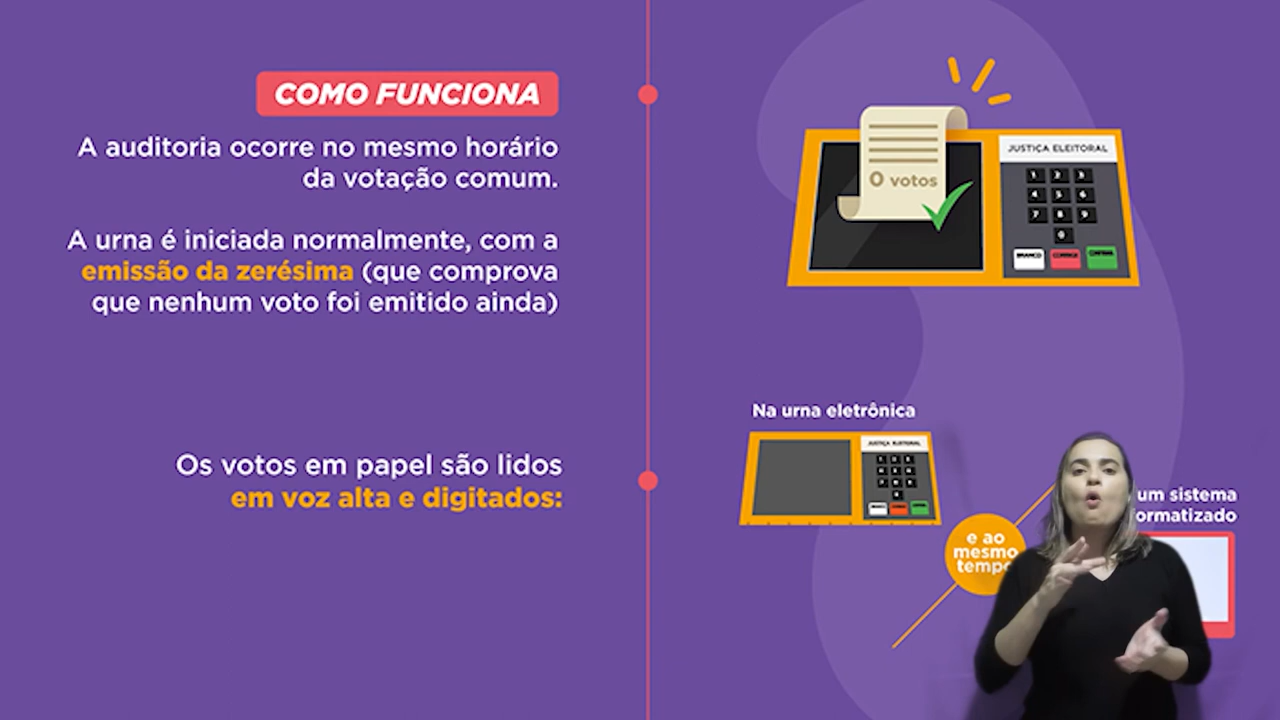 COMO FUNCIONA
A auditoria ocorre no mesmo horário
da votação comum.
A urna é iniciada normalmente, com a
emissão da zerésima (que comprova
que nenhum voto foi emitido ainda)
0 votos
JUSTIÇA ELEITORAL
1 2 3
4 5 6
7 8 9
0
BRANCO CORRIGE CONFIRMA
Os votos em papel são lidos
em voz alta e digitados:
Na urna eletrônica
JUSTIÇA ELEITORAL
e ao
mesmo
tempo
um sistema
ormatizado